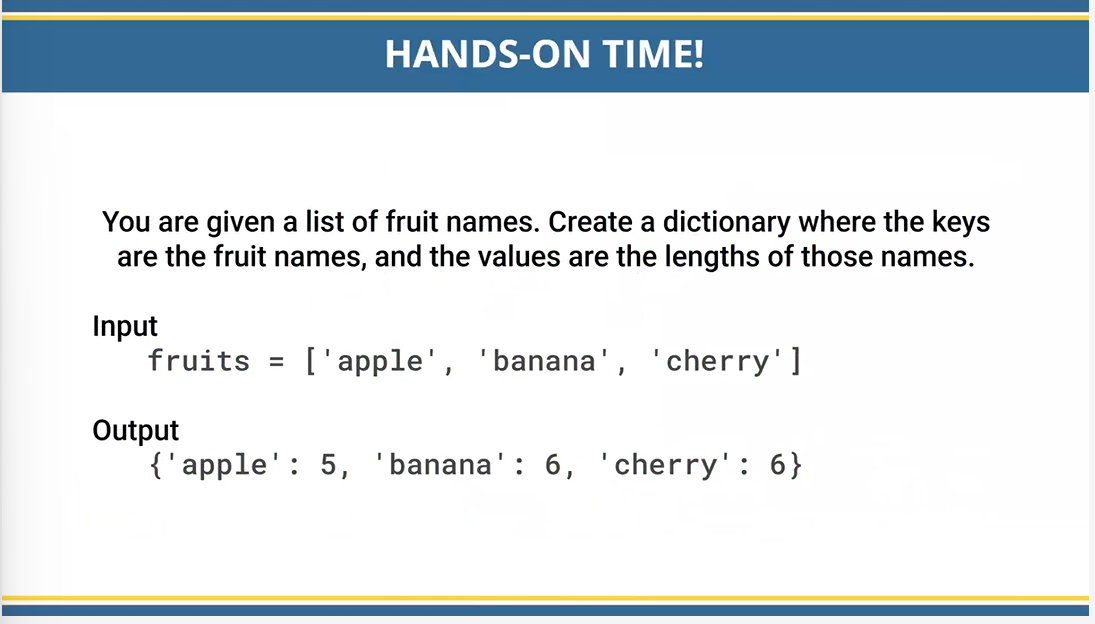 HANDS-ON TIME!
You are given a list of fruit names. Create a dictionary where the keys
are the fruit names, and the values are the lengths of those names.
Input
fruits = ['apple', 'banana', 'cherry']
Output
{'apple': 5, 'banana': 6, 'cherry': 6}